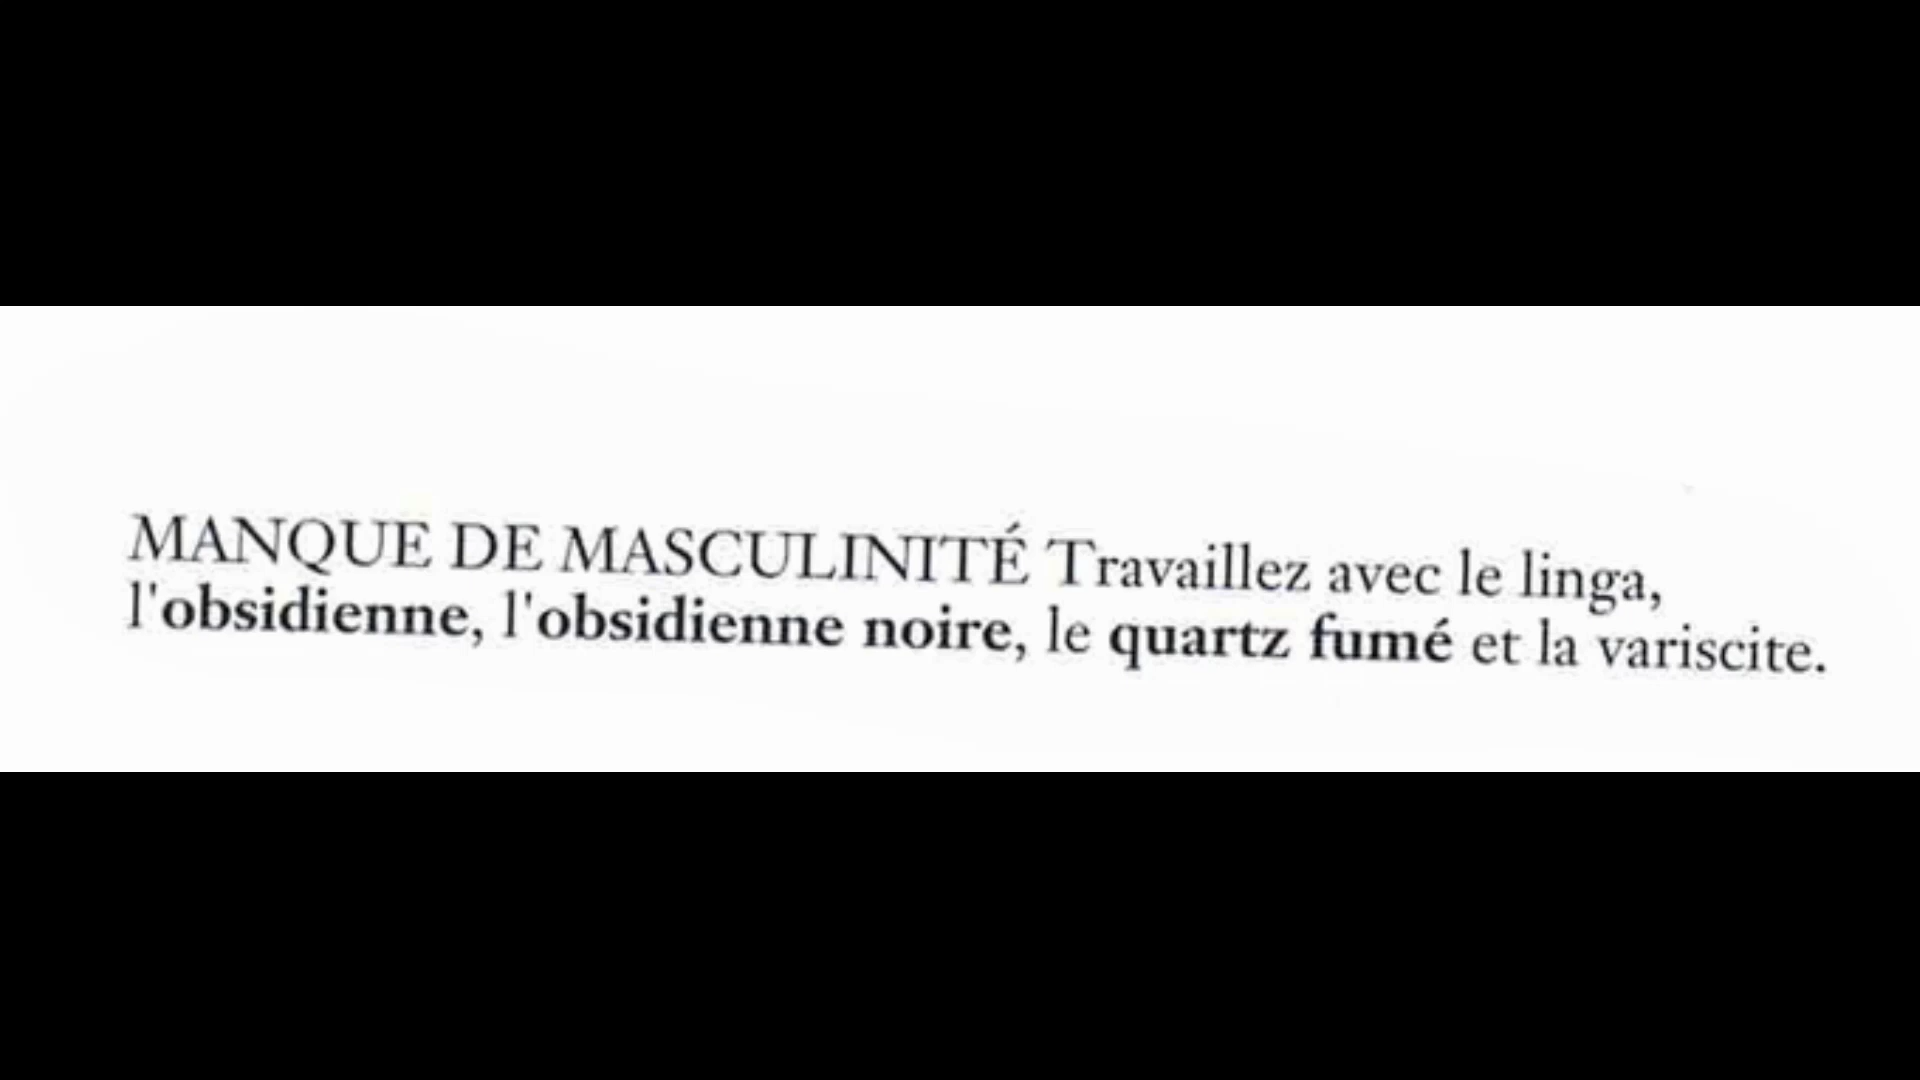 MANQUE DE MASCULINITÉ Travaillez avec le linga,
l'obsidienne, l'obsidienne noire, le quartz fumé et la variscite.